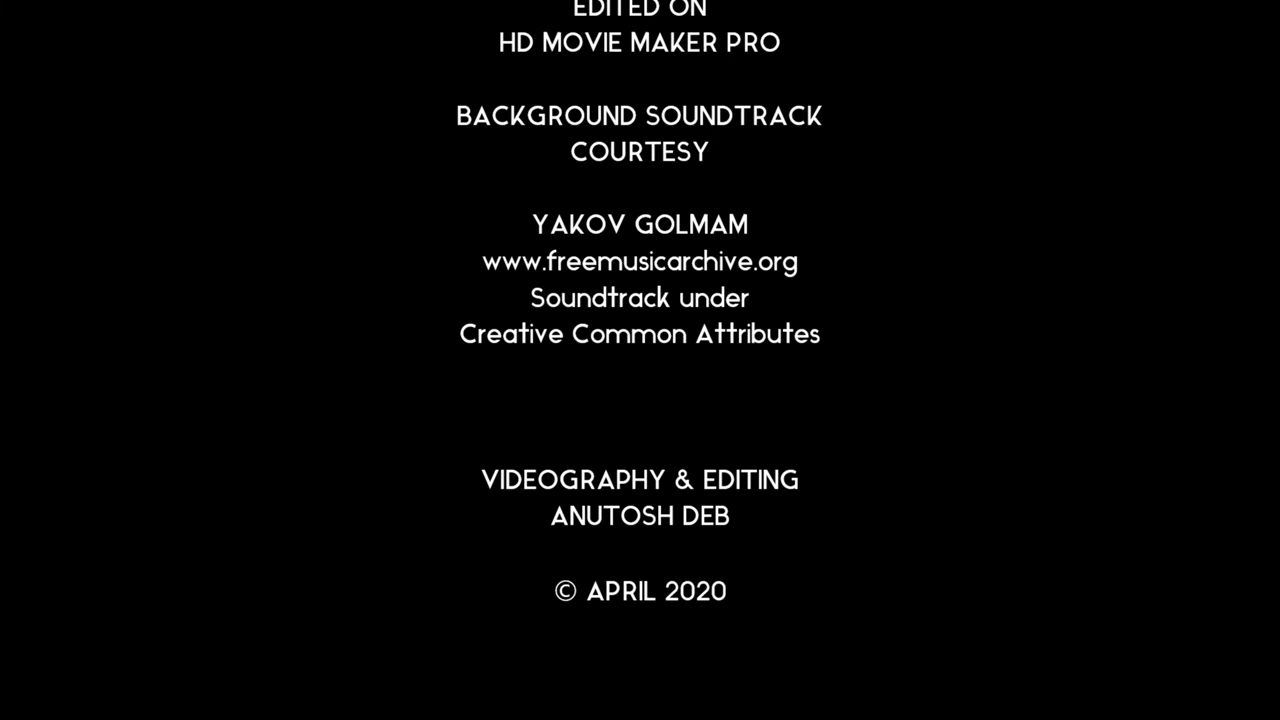 EDITED ON
HD MOVIE MAKER PRO
BACKGROUND SOUNDTRACK
COURTESY
YAKOV GOLMAM
www.freemusicarchive.org
Soundtrack under
Creative Common Attributes
VIDEOGRAPHY & EDITING
ANUTOSH DEB
© APRIL 2020